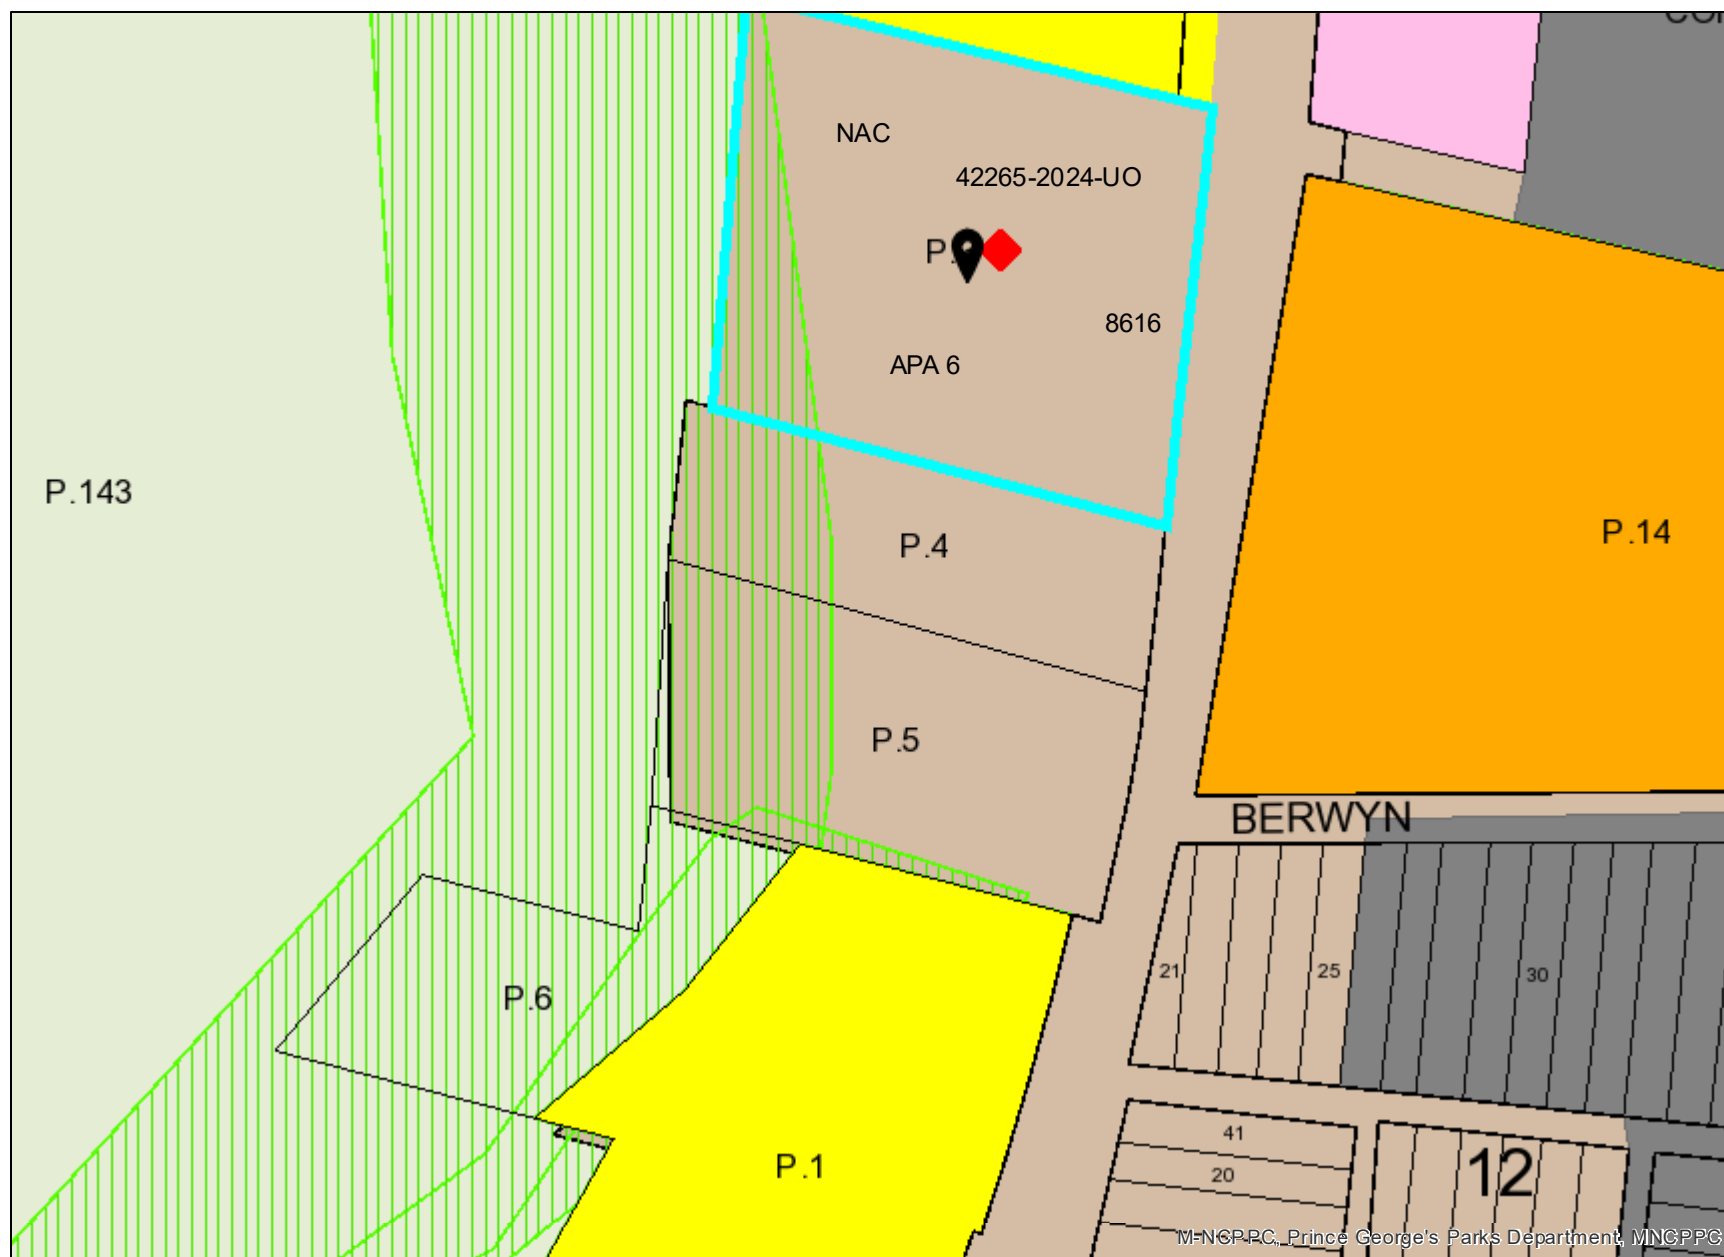 NAC
42265-2024-UO
P.
8616
APA 6
P.143
P.4
P.14
P.5
BERWYN
21
25
30
P.6
41
20
12
P.1
M-NCPPC, Prince George's Parks Department, MNCPPC